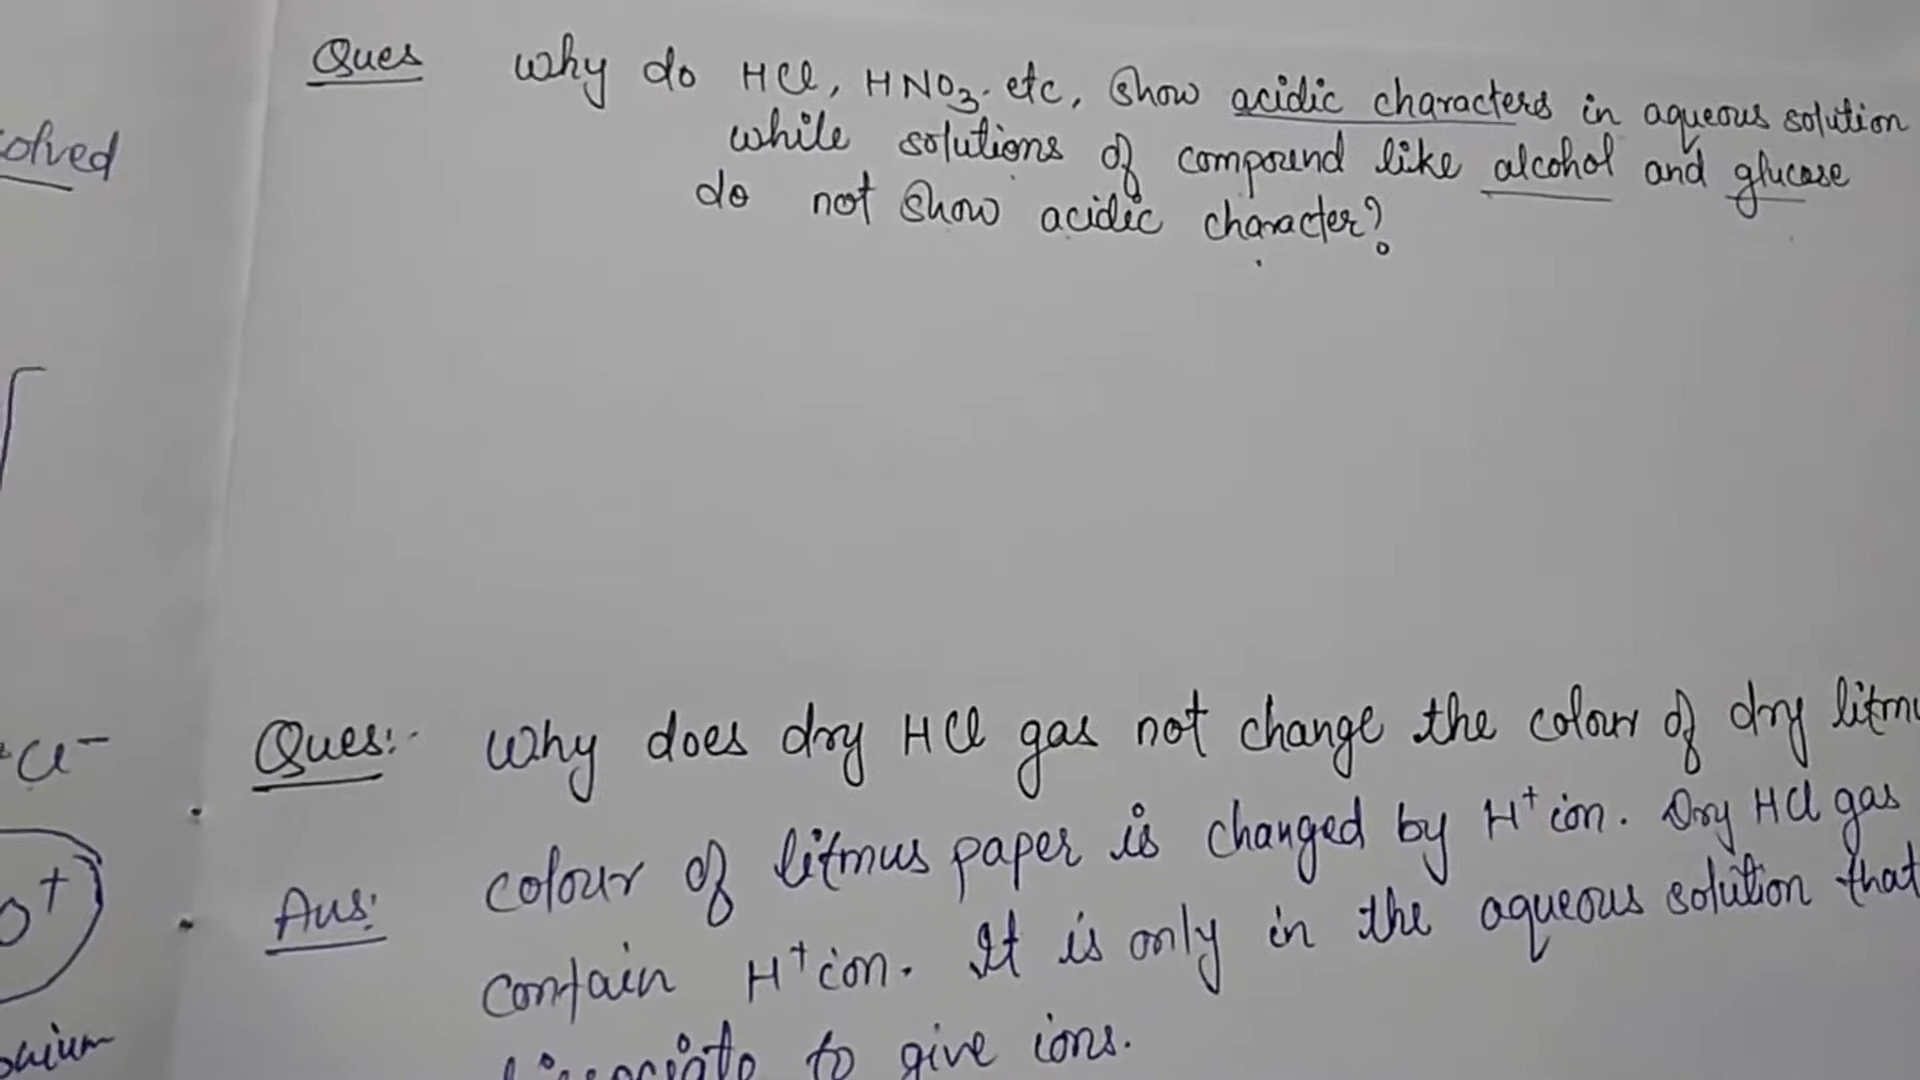 Ques Why do HCl, HNO3. etc, show acidic characters in aqueous solution
while solutions of compound like alcohol and glucose
do not show acidic character?
olved
Ques:- Why does dry HCl gas not change the colour of dry
Cl-
Ans: colour of litmus paper is changed by H+ ion. Dry HCl gas
contain H+ ion. It is only in the aqueous solution that
O+
to give ions.